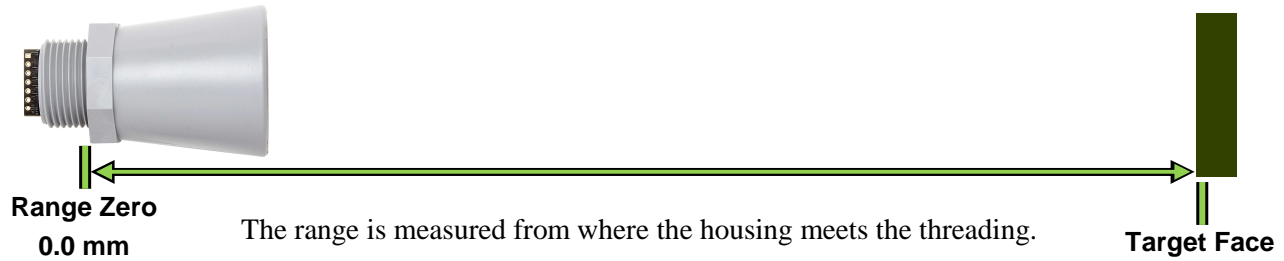 Range Zero
0.0 mm
The range is measured from where the housing meets the threading.
Target Face